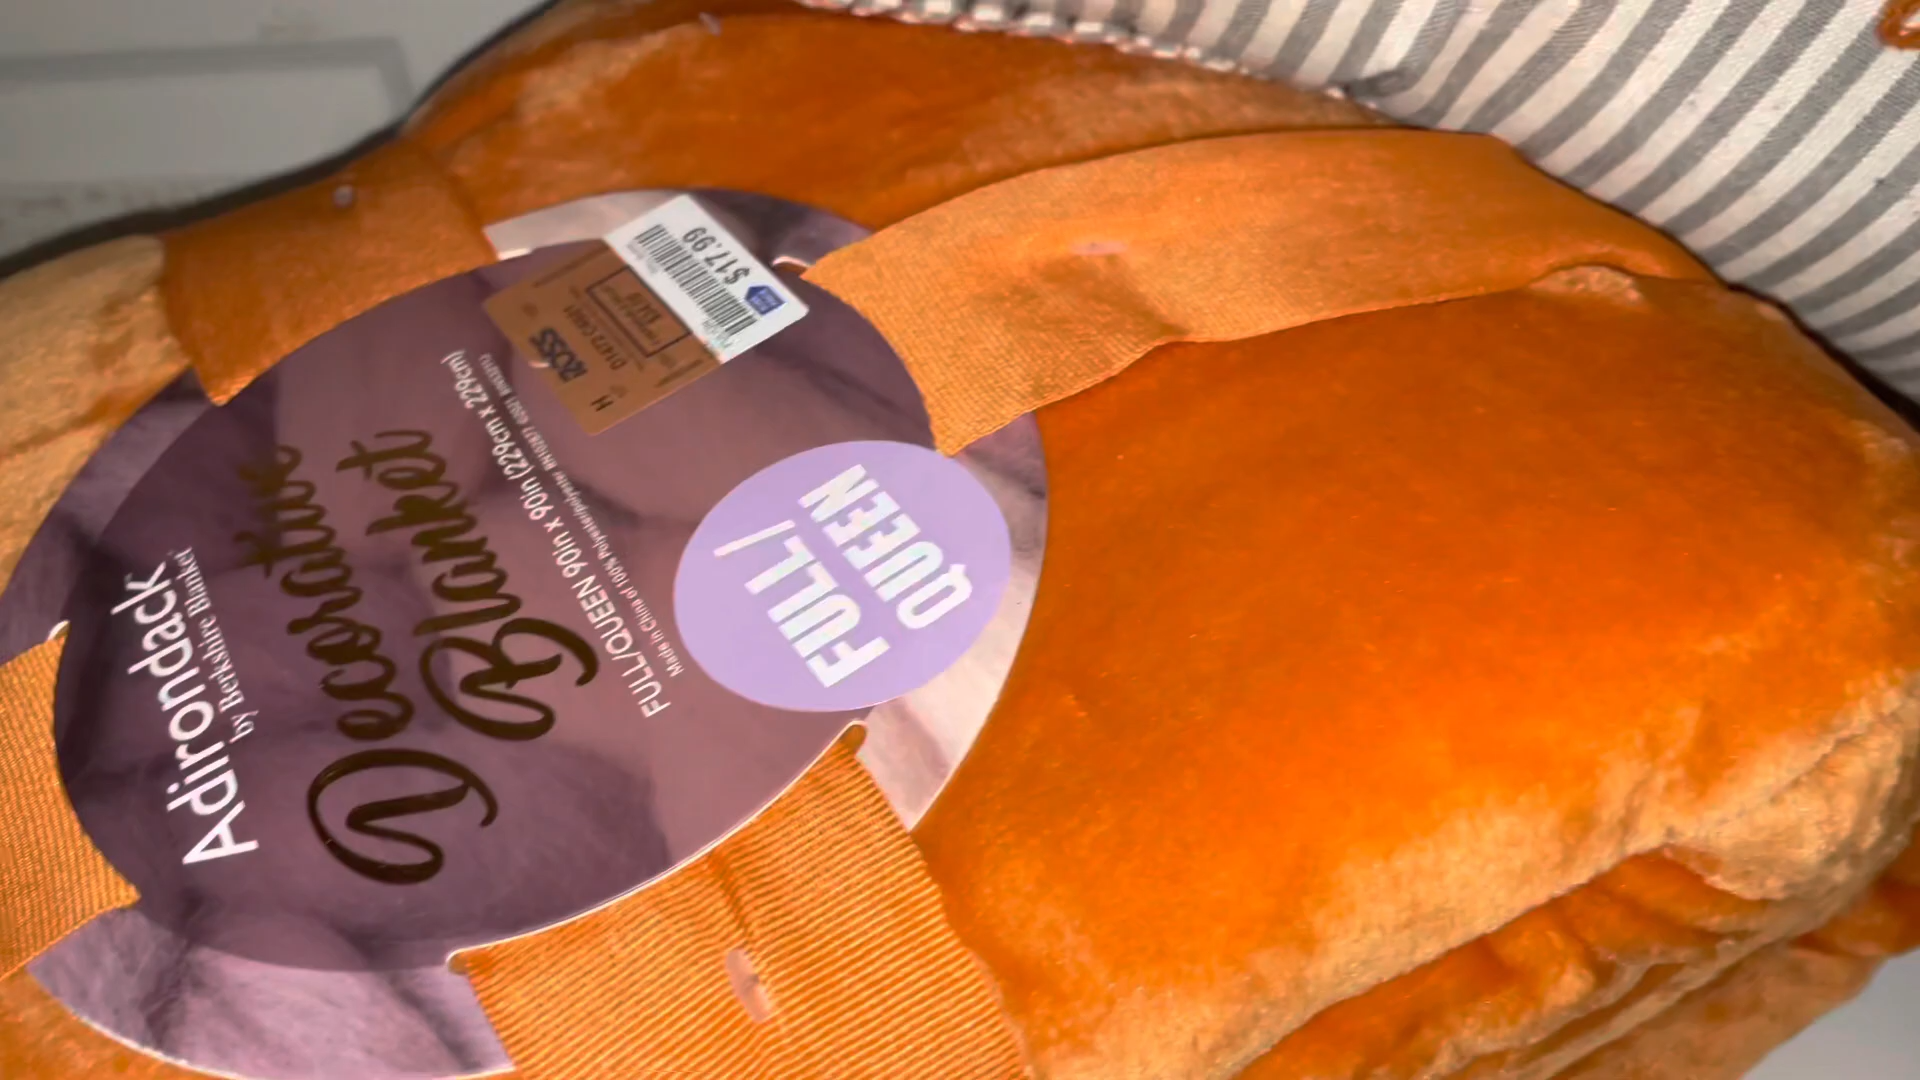 Adirondack
by Berkshire Blanket
Decorative
Blanket
FULL/QUEEN 90in x 90in (229cm x 229cm)
Made in China of 100% Polyester/polyester
FULL/
QUEEN
$17.99
ROSS
H